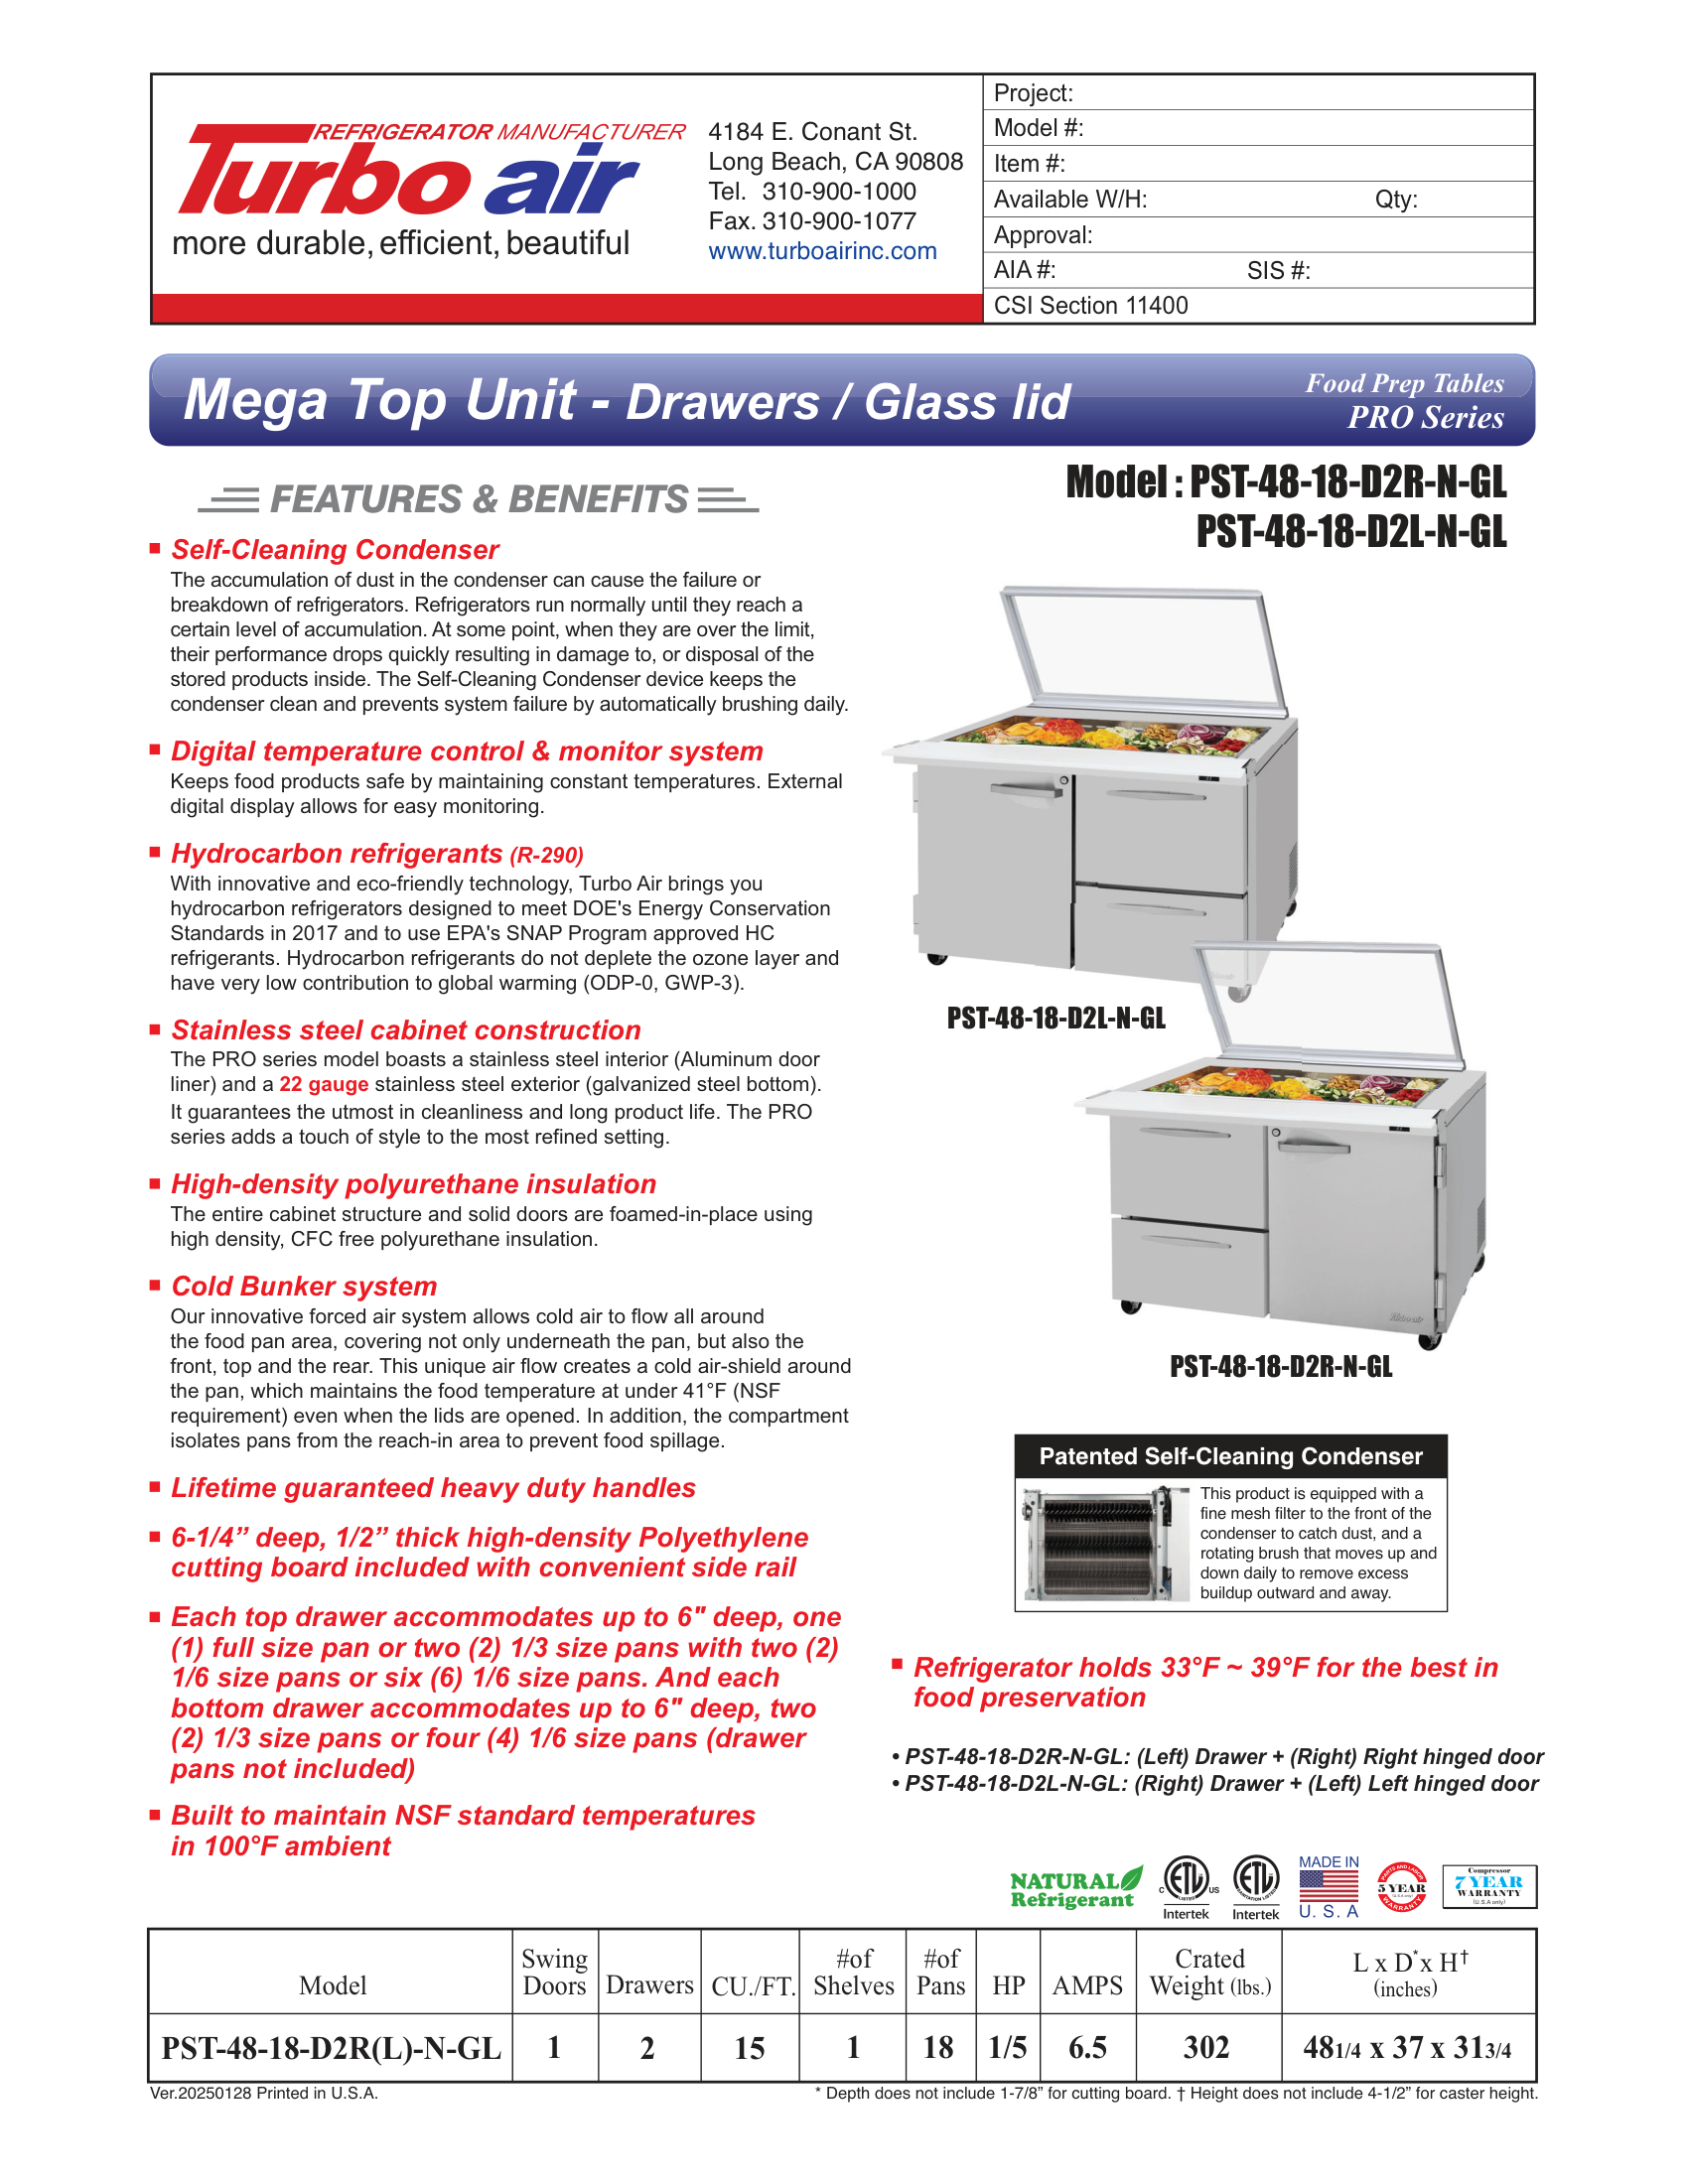 REFRIGERATOR MANUFACTURER
Turbo air
more durable, efficient, beautiful
4184 E. Conant St.
Long Beach, CA 90808
Tel. 310-900-1000
Fax. 310-900-1077
www.turboairinc.com
Project:
Model #:
Item #:
Available W/H: Qty:
Approval:
AIA #: SIS #:
CSI Section 11400
Mega Top Unit - Drawers / Glass lid
Food Prep Tables
PRO Series
FEATURES & BENEFITS
Model : PST-48-18-D2R-N-GL
PST-48-18-D2L-N-GL
Self-Cleaning Condenser
The accumulation of dust in the condenser can cause the failure or
breakdown of refrigerators. Refrigerators run normally until they reach a
certain level of accumulation. At some point, when they are over the limit,
their performance drops quickly resulting in damage to, or disposal of the
stored products inside. The Self-Cleaning Condenser device keeps the
condenser clean and prevents system failure by automatically brushing daily.
Digital temperature control & monitor system
Keeps food products safe by maintaining constant temperatures. External
digital display allows for easy monitoring.
Hydrocarbon refrigerants (R-290)
With innovative and eco-friendly technology, Turbo Air brings you
hydrocarbon refrigerators designed to meet DOE's Energy Conservation
Standards in 2017 and to use EPA's SNAP Program approved HC
refrigerants. Hydrocarbon refrigerants do not deplete the ozone layer and
have very low contribution to global warming (ODP-0, GWP-3).
Stainless steel cabinet construction
The PRO series model boasts a stainless steel interior (Aluminum door
liner) and a 22 gauge stainless steel exterior (galvanized steel bottom).
It guarantees the utmost in cleanliness and long product life. The PRO
series adds a touch of style to the most refined setting.
High-density polyurethane insulation
The entire cabinet structure and solid doors are foamed-in-place using
high density, CFC free polyurethane insulation.
Cold Bunker system
Our innovative forced air system allows cold air to flow all around
the food pan area, covering not only underneath the pan, but also the
front, top and the rear. This unique air flow creates a cold air-shield around
the pan, which maintains the food temperature at under 41°F (NSF
requirement) even when the lids are opened. In addition, the compartment
isolates pans from the reach-in area to prevent food spillage.
Lifetime guaranteed heavy duty handles
6-1/4” deep, 1/2” thick high-density Polyethylene
cutting board included with convenient side rail
Each top drawer accommodates up to 6" deep, one
(1) full size pan or two (2) 1/3 size pans with two (2)
1/6 size pans or six (6) 1/6 size pans. And each
bottom drawer accommodates up to 6" deep, two
(2) 1/3 size pans or four (4) 1/6 size pans (drawer
pans not included)
Built to maintain NSF standard temperatures
in 100°F ambient
PST-48-18-D2L-N-GL
Turbo air
PST-48-18-D2R-N-GL
Patented Self-Cleaning Condenser
This product is equipped with a
fine mesh filter to the front of the
condenser to catch dust, and a
rotating brush that moves up and
down daily to remove excess
buildup outward and away.
Refrigerator holds 33°F ~ 39°F for the best in
food preservation
• PST-48-18-D2R-N-GL: (Left) Drawer + (Right) Right hinged door
• PST-48-18-D2L-N-GL: (Right) Drawer + (Left) Left hinged door
NATURAL
Refrigerant
C ETL US
LISTED
Intertek
ETL
SANITATION LISTED
Intertek
MADE IN
U. S. A
PARTS AND LABOR
5 YEAR
(U.S.A only)
WARRANTY
Compressor
7 YEAR
WARRANTY
(U.S.A only)
Model Swing Doors Drawers CU./FT. #of Shelves #of Pans HP AMPS Crated Weight (lbs.) L x D* x H† (inches)
PST-48-18-D2R(L)-N-GL 1 2 15 1 18 1/5 6.5 302 48 1/4 x 37 x 31 3/4
Ver.20250128 Printed in U.S.A.
* Depth does not include 1-7/8” for cutting board. † Height does not include 4-1/2” for caster height.